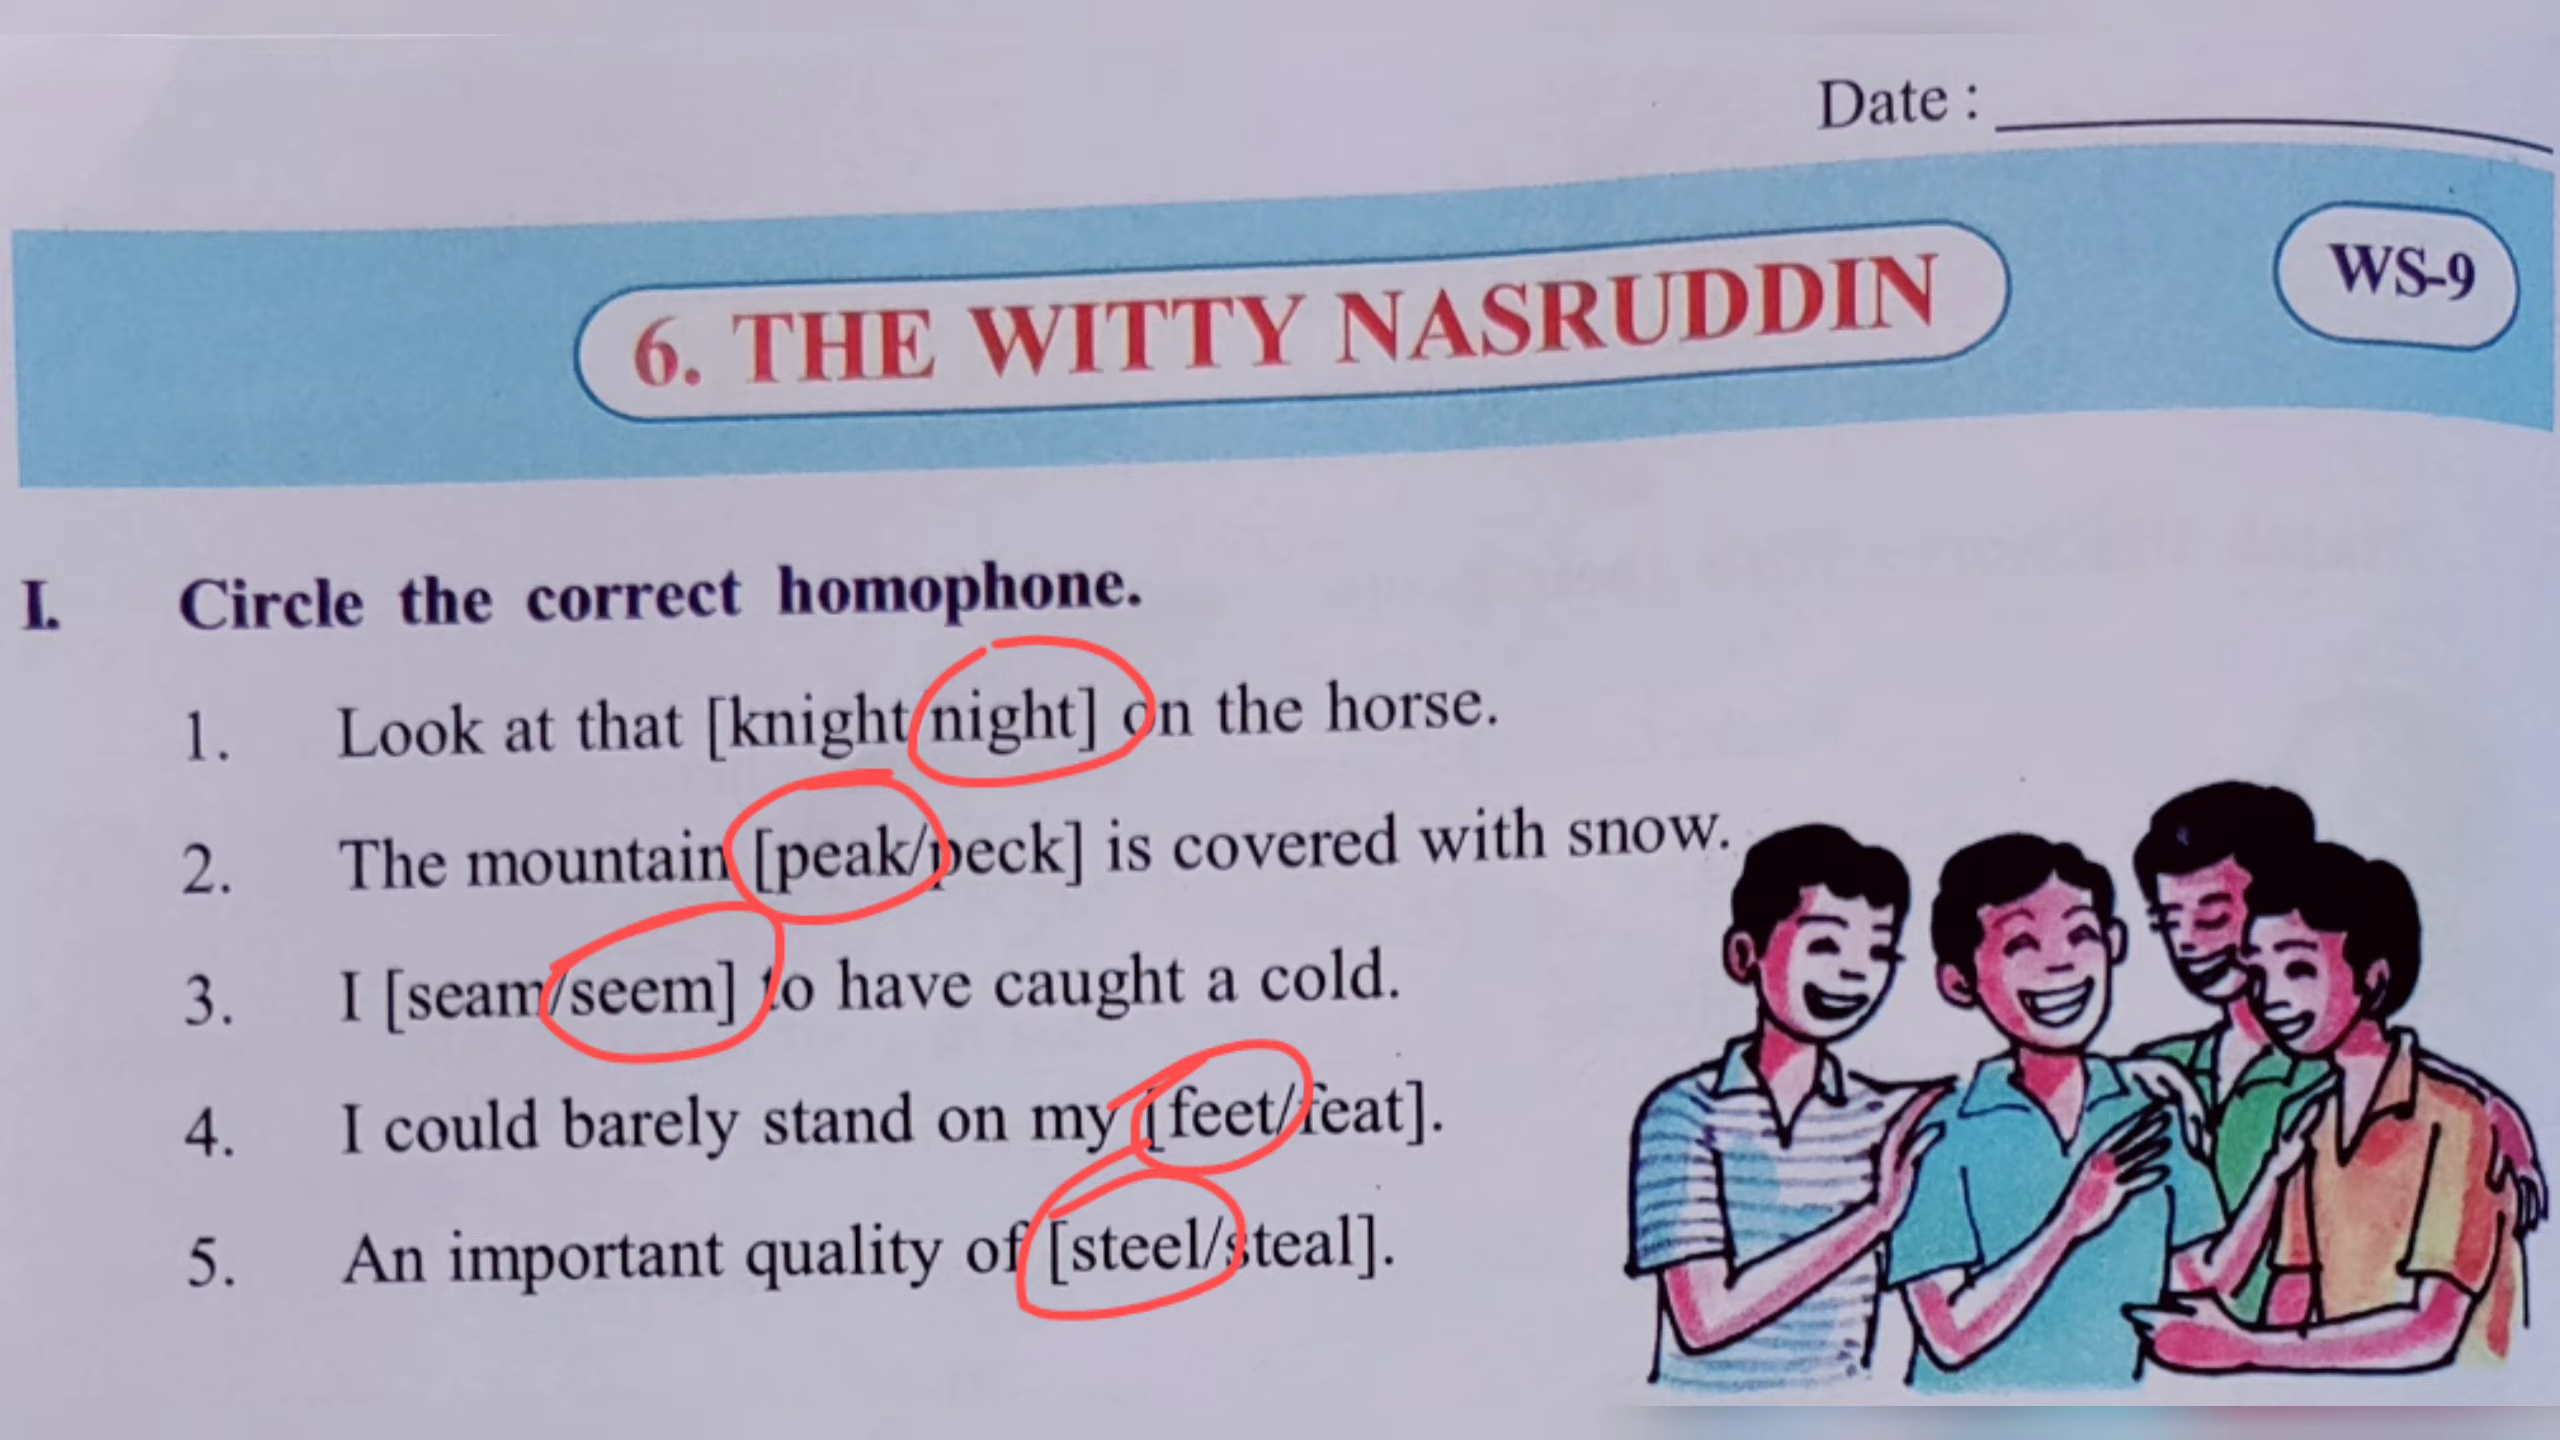 Date :
6. THE WITTY NASRUDDIN
WS-9
I. Circle the correct homophone.
1. Look at that [knight/night] on the horse.
2. The mountain [peak/peck] is covered with snow.
3. I [seam/seem] to have caught a cold.
4. I could barely stand on my [feet/feat].
5. An important quality of [steel/steal].